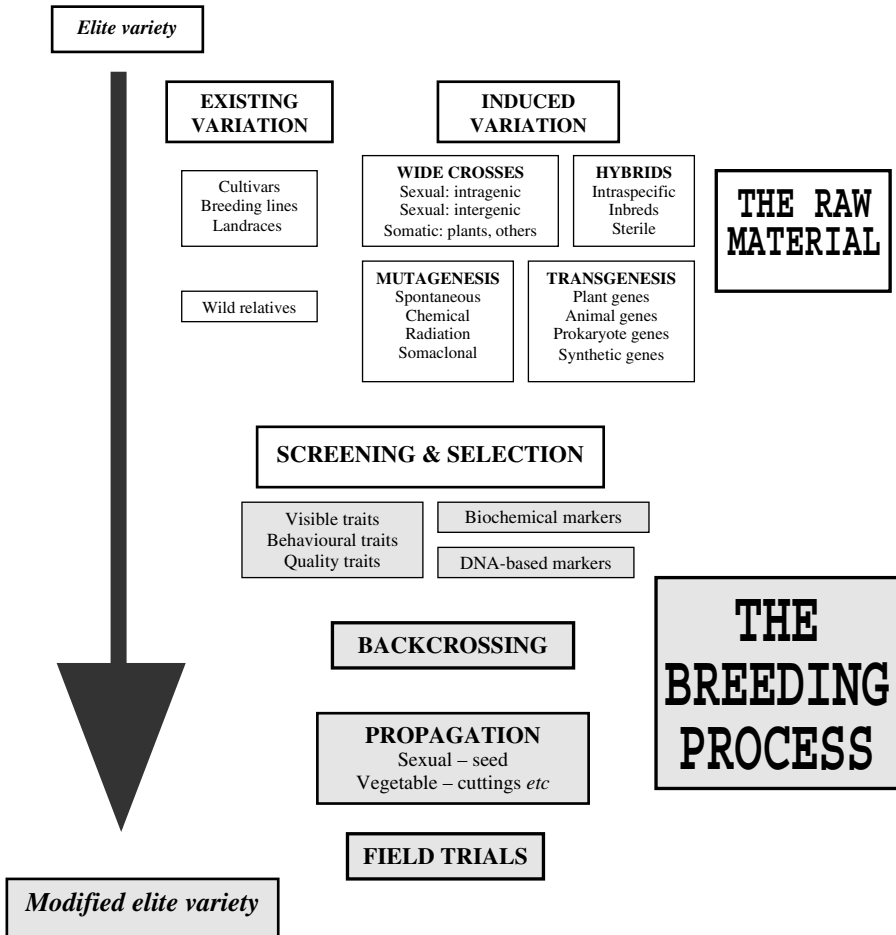 Elite variety
EXISTING
VARIATION
INDUCED
VARIATION
Cultivars
Breeding lines
Landraces
WIDE CROSSES
Sexual: intragenic
Sexual: intergenic
Somatic: plants, others
HYBRIDS
Intraspecific
Inbreds
Sterile
THE RAW
MATERIAL
Wild relatives
MUTAGENESIS
Spontaneous
Chemical
Radiation
Somaclonal
TRANSGENESIS
Plant genes
Animal genes
Prokaryote genes
Synthetic genes
SCREENING & SELECTION
Visible traits
Behavioural traits
Quality traits
Biochemical markers
DNA-based markers
THE
BREEDING
PROCESS
BACKCROSSING
PROPAGATION
Sexual – seed
Vegetable – cuttings etc
FIELD TRIALS
Modified elite variety